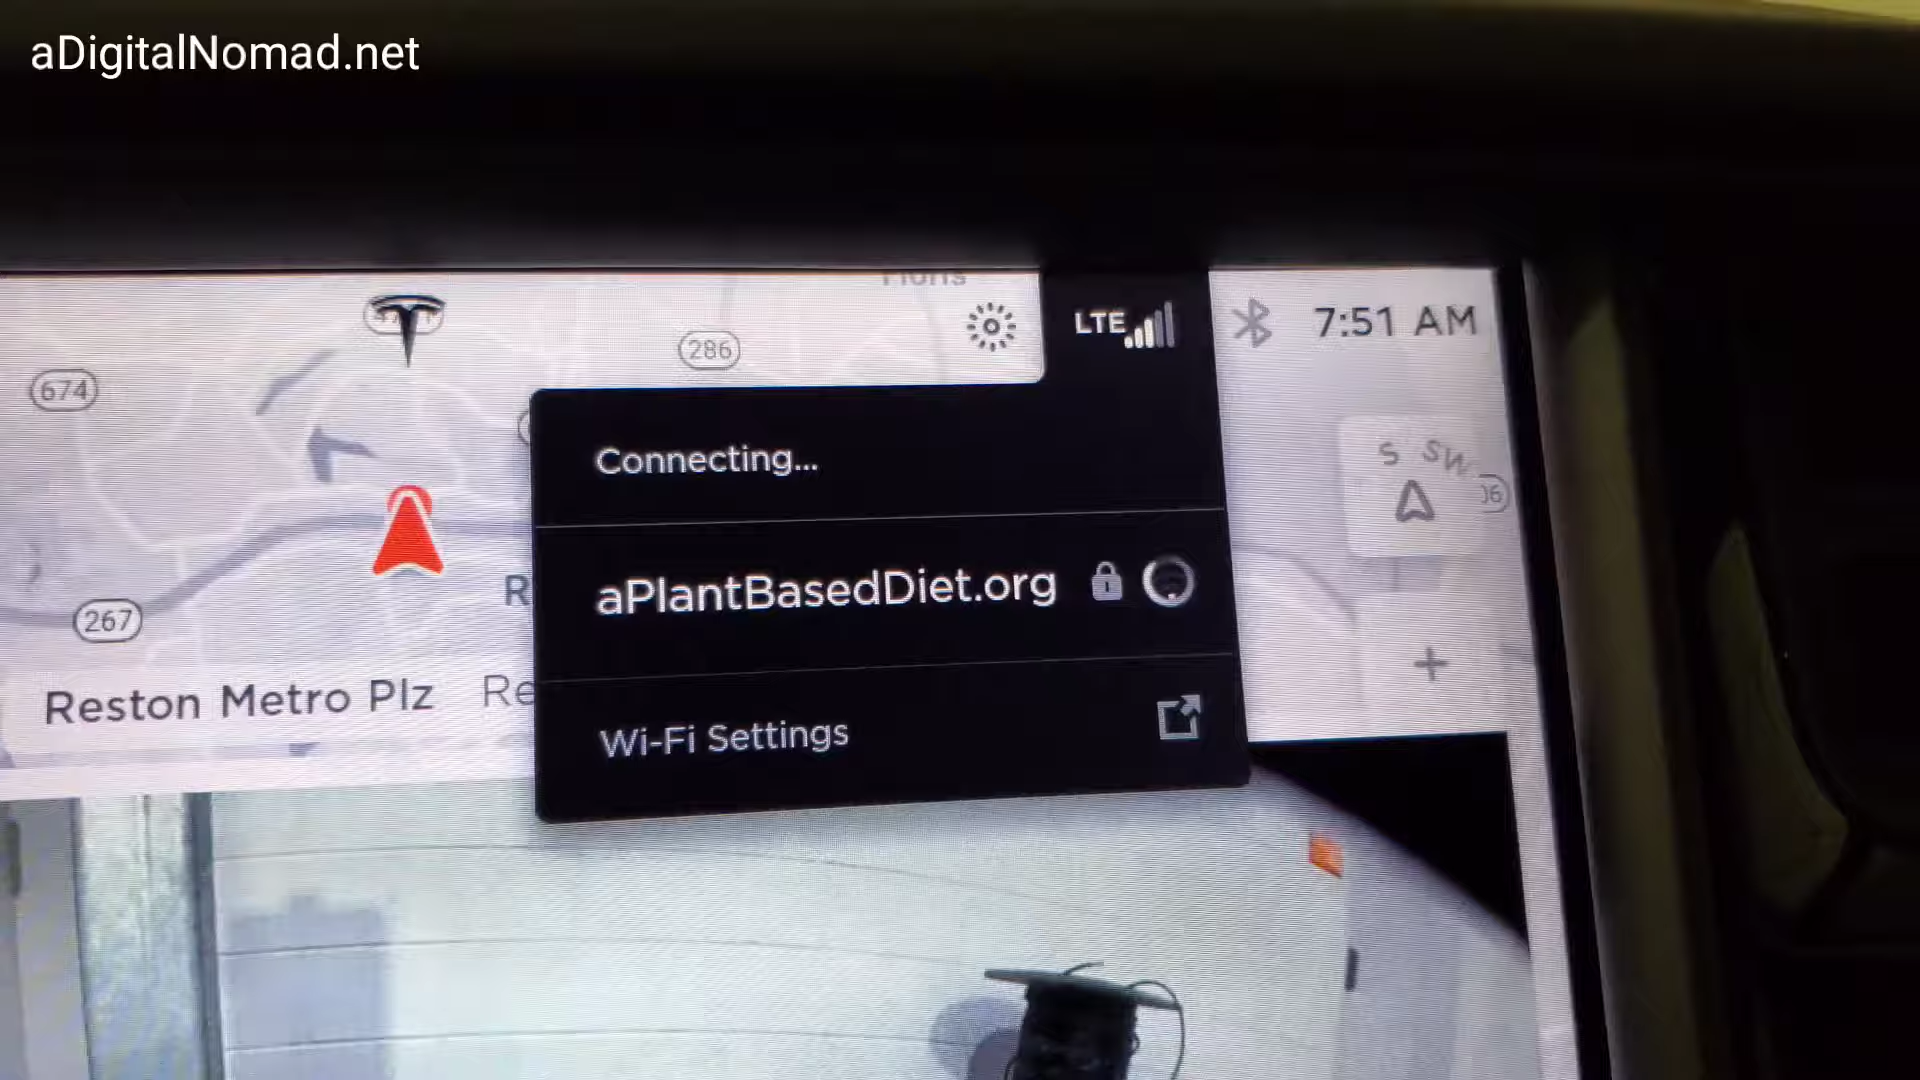 aDigitalNomad.net
LTE
7:51 AM
286
674
S SW
Connecting...
aPlantBasedDiet.org
267
Reston Metro Plz
Wi-Fi Settings